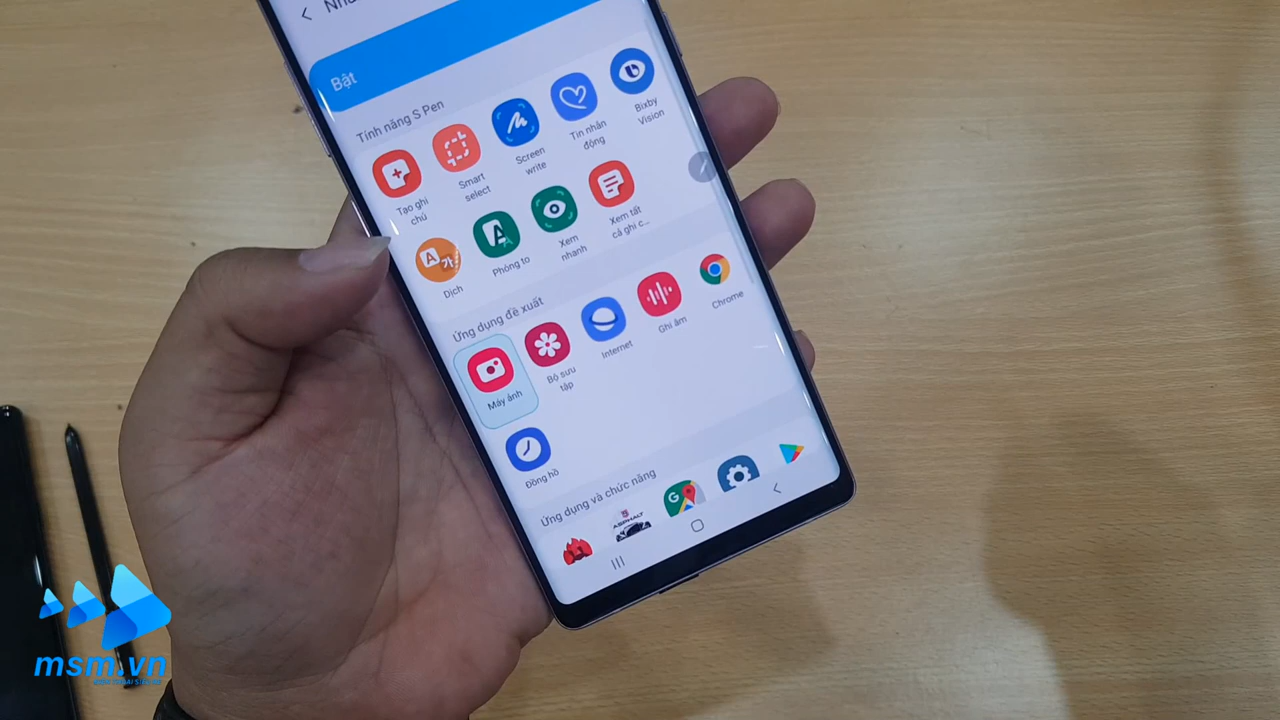 Bật
Tính năng S Pen
Tạo ghi
chú
Smart
select
Screen
write
Tin nhắn
động
Bixby
Vision
Dịch
Phóng to
Xem
nhanh
Xem tất
cả ghi c...
Ứng dụng đề xuất
Máy ảnh
Bộ sưu
tập
Internet
Ghi âm
Chrome
Đồng hồ
Ứng dụng và chức năng
ASPHALT
msm.vn